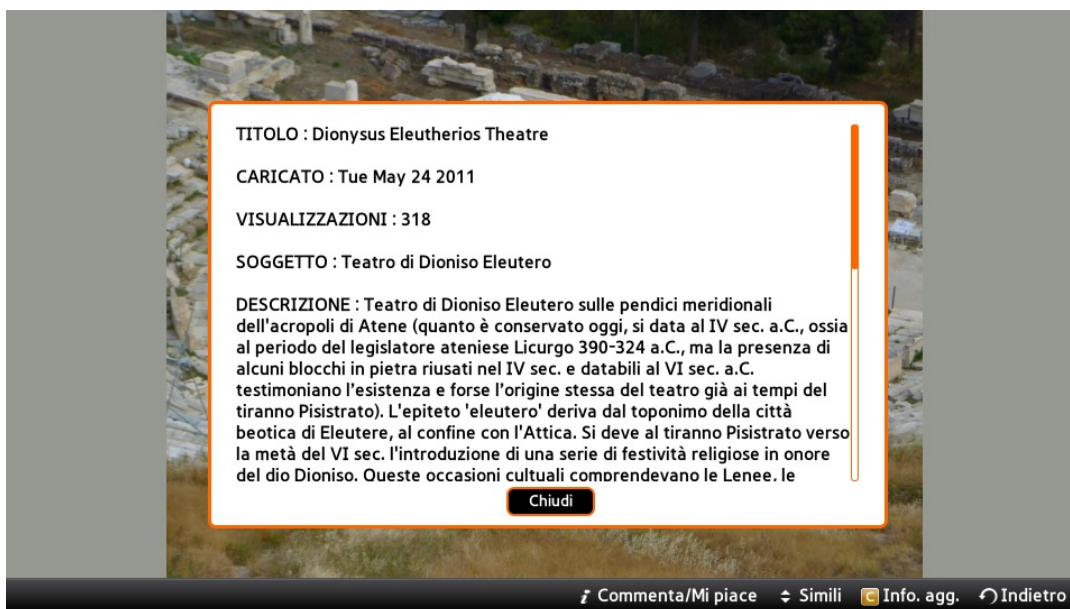 TITOLO : Dionysus Eleutherios Theatre
CARICATO : Tue May 24 2011
VISUALIZZAZIONI : 318
SOGGETTO : Teatro di Dioniso Eleutero
DESCRIZIONE : Teatro di Dioniso Eleutero sulle pendici meridionali
dell'acropoli di Atene (quanto è conservato oggi, si data al IV sec. a.C., ossia
al periodo del legislatore ateniese Licurgo 390-324 a.C., ma la presenza di
alcuni blocchi in pietra riusati nel IV sec. e databili al VI sec. a.C.
testimoniano l’esistenza e forse l’origine stessa del teatro già ai tempi del
tiranno Pisistrato). L'epiteto 'eleutero' deriva dal toponimo della città
beotica di Eleutere, al confine con l'Attica. Si deve al tiranno Pisistrato verso
la metà del VI sec. l'introduzione di una serie di festività religiose in onore
del dio Dioniso. Queste occasioni cultuali comprendevano le Lenee, le
Chiudi
i Commenta/Mi piace Simili C Info. agg. Indietro